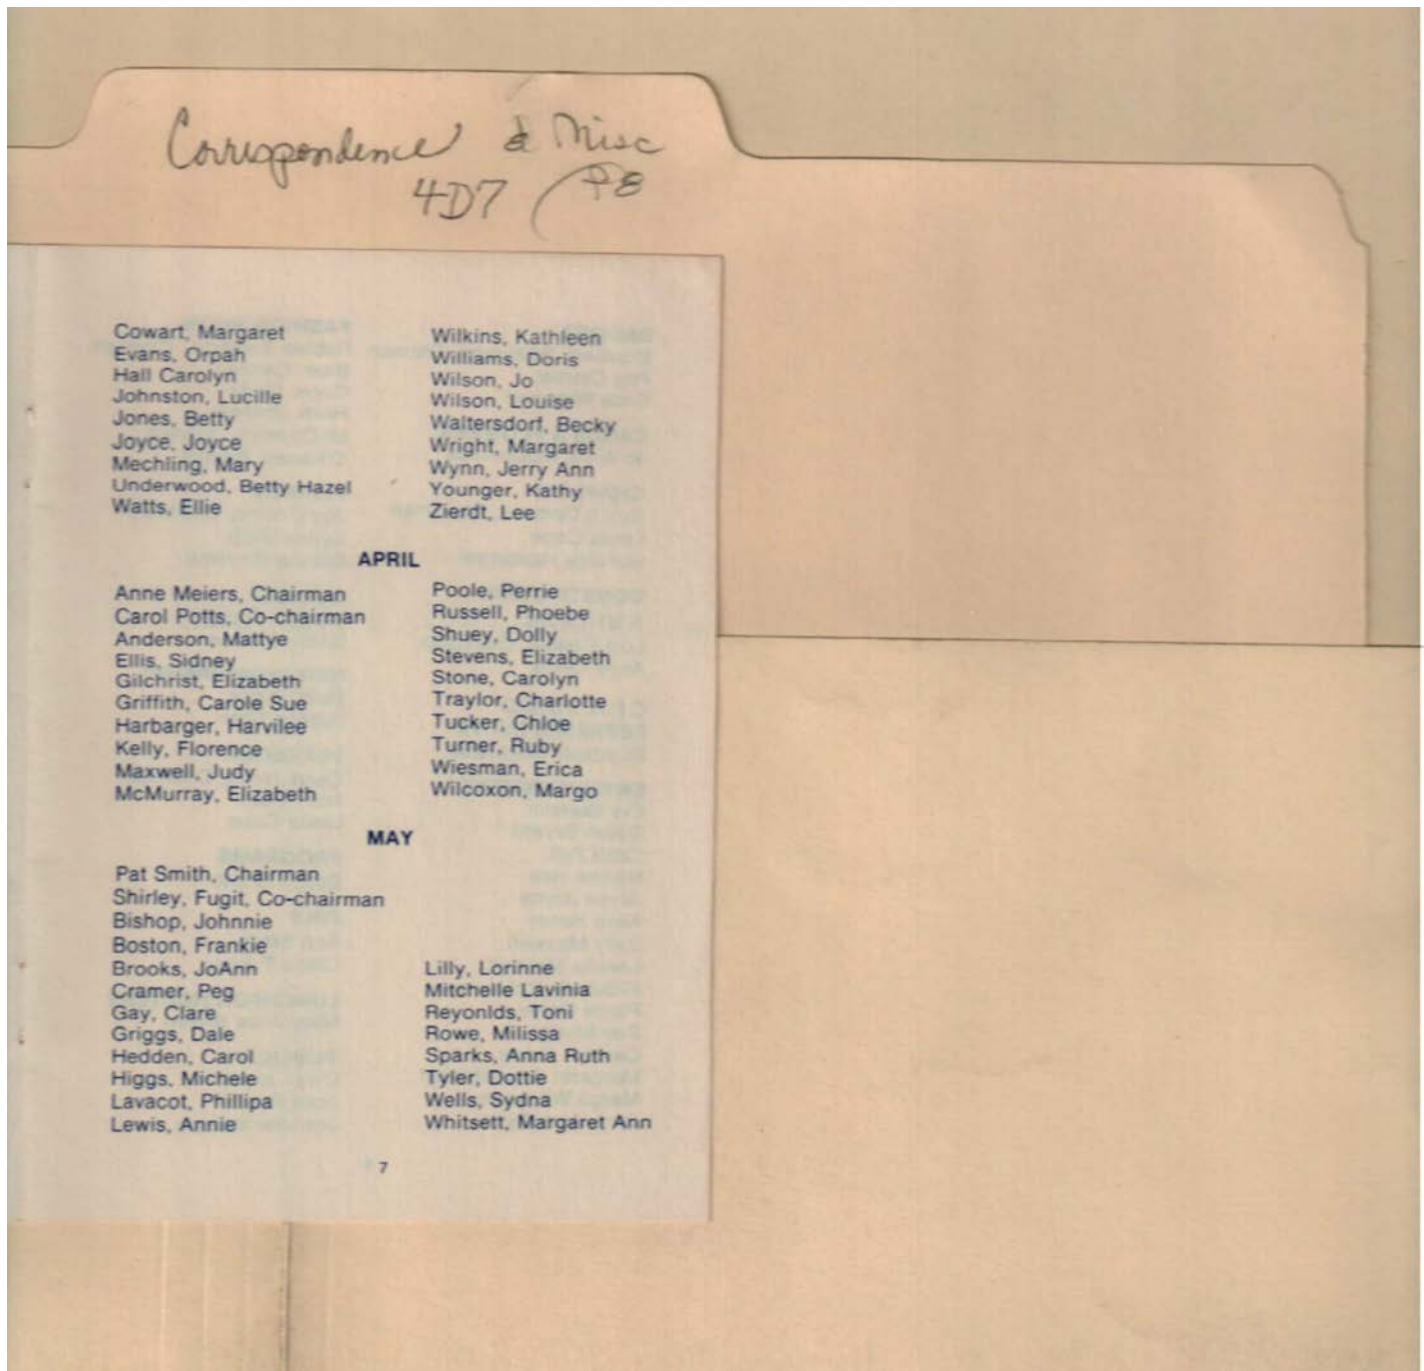 Correspondence & Misc
4D7 (P8
Cowart, Margaret
Evans, Orpah
Hall Carolyn
Johnston, Lucille
Jones, Betty
Joyce, Joyce
Mechling, Mary
Underwood, Betty Hazel
Watts, Ellie
Wilkins, Kathleen
Williams, Doris
Wilson, Jo
Wilson, Louise
Waltersdorf, Becky
Wright, Margaret
Wynn, Jerry Ann
Younger, Kathy
Zierdt, Lee
APRIL
Anne Meiers, Chairman
Carol Potts, Co-chairman
Anderson, Mattye
Ellis, Sidney
Gilchrist, Elizabeth
Griffith, Carole Sue
Harbarger, Harvilee
Kelly, Florence
Maxwell, Judy
McMurray, Elizabeth
Poole, Perrie
Russell, Phoebe
Shuey, Dolly
Stevens, Elizabeth
Stone, Carolyn
Traylor, Charlotte
Tucker, Chloe
Turner, Ruby
Wiesman, Erica
Wilcoxon, Margo
MAY
Pat Smith, Chairman
Shirley, Fugit, Co-chairman
Bishop, Johnnie
Boston, Frankie
Brooks, JoAnn
Cramer, Peg
Gay, Clare
Griggs, Dale
Hedden, Carol
Higgs, Michele
Lavacot, Phillipa
Lewis, Annie
Lilly, Lorinne
Mitchelle Lavinia
Reyonlds, Toni
Rowe, Milissa
Sparks, Anna Ruth
Tyler, Dottie
Wells, Sydna
Whitsett, Margaret Ann
7